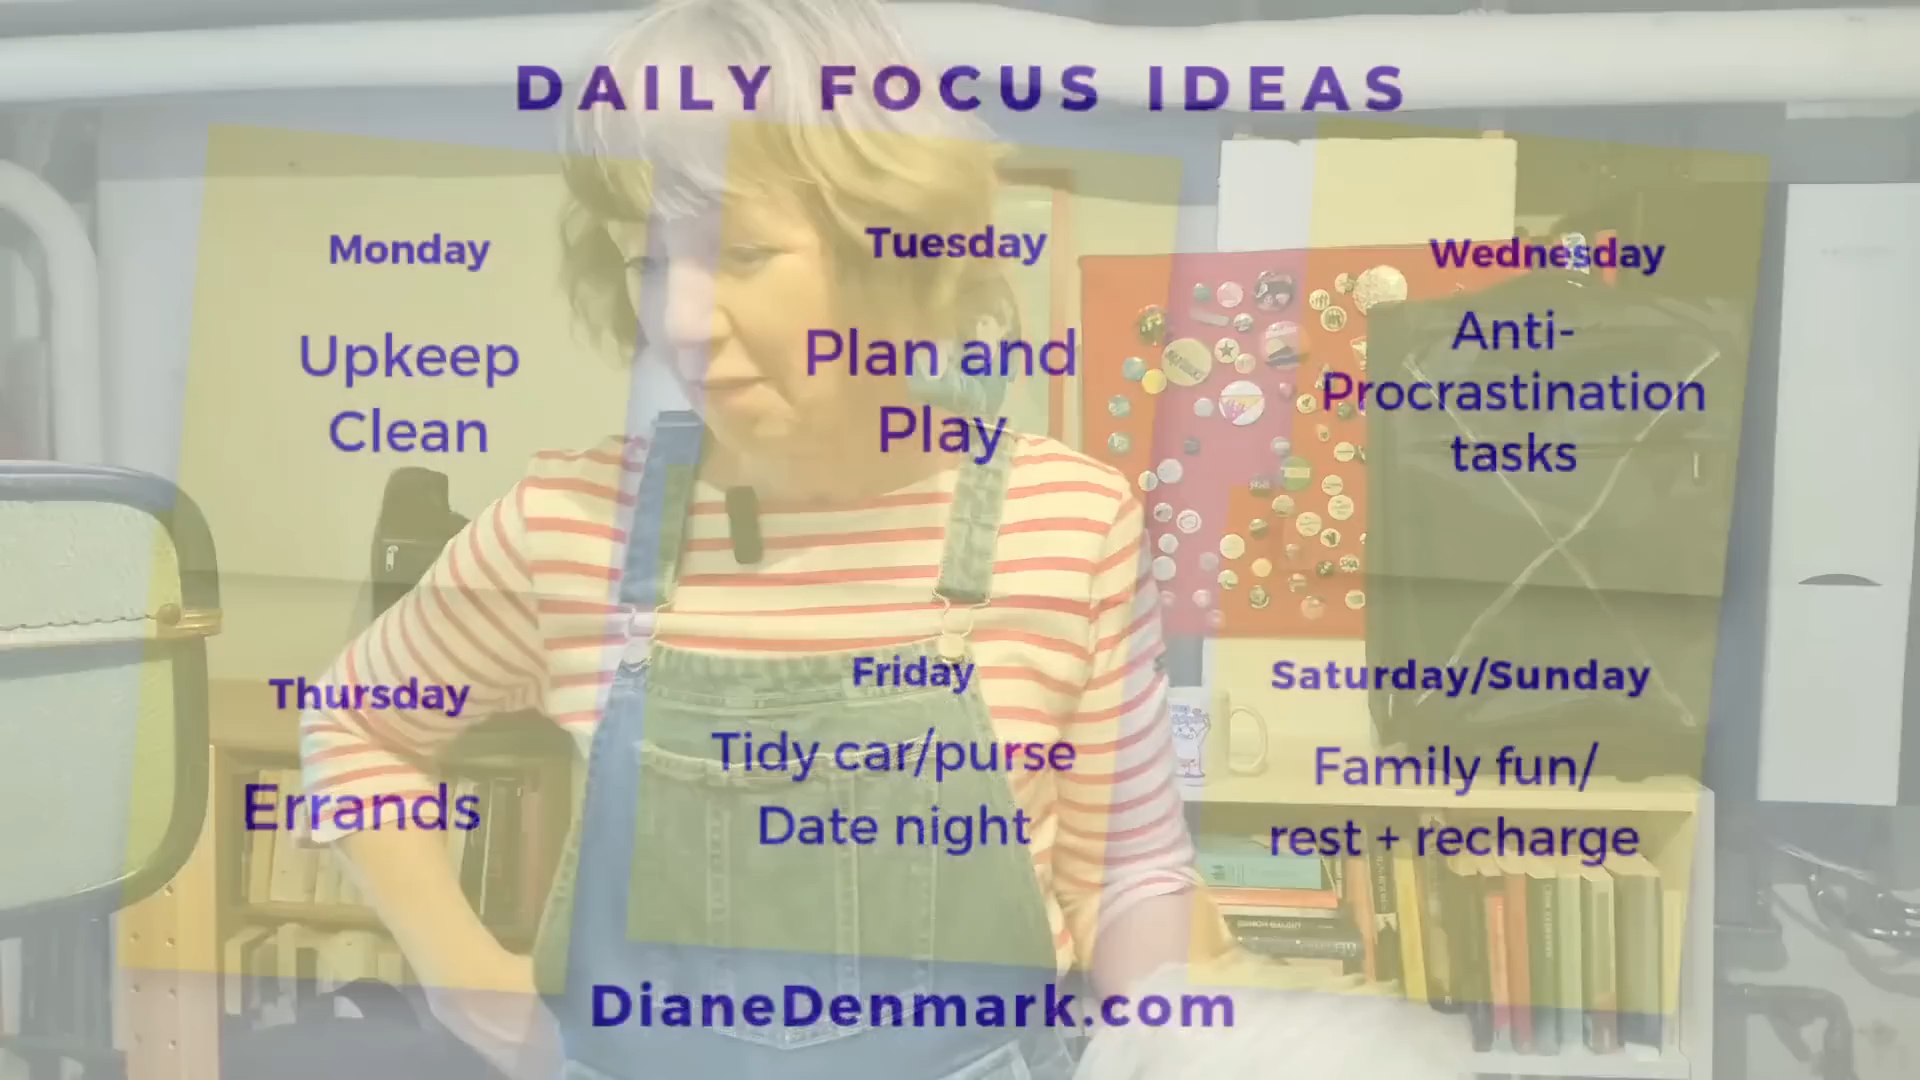 DAILY FOCUS IDEAS
Monday
Upkeep
Clean
Tuesday
Plan and
Play
Wednesday
Anti-
Procrastination
tasks
Thursday
Errands
Friday
Tidy car/purse
Date night
Saturday/Sunday
Family fun/
rest + recharge
DianeDenmark.com